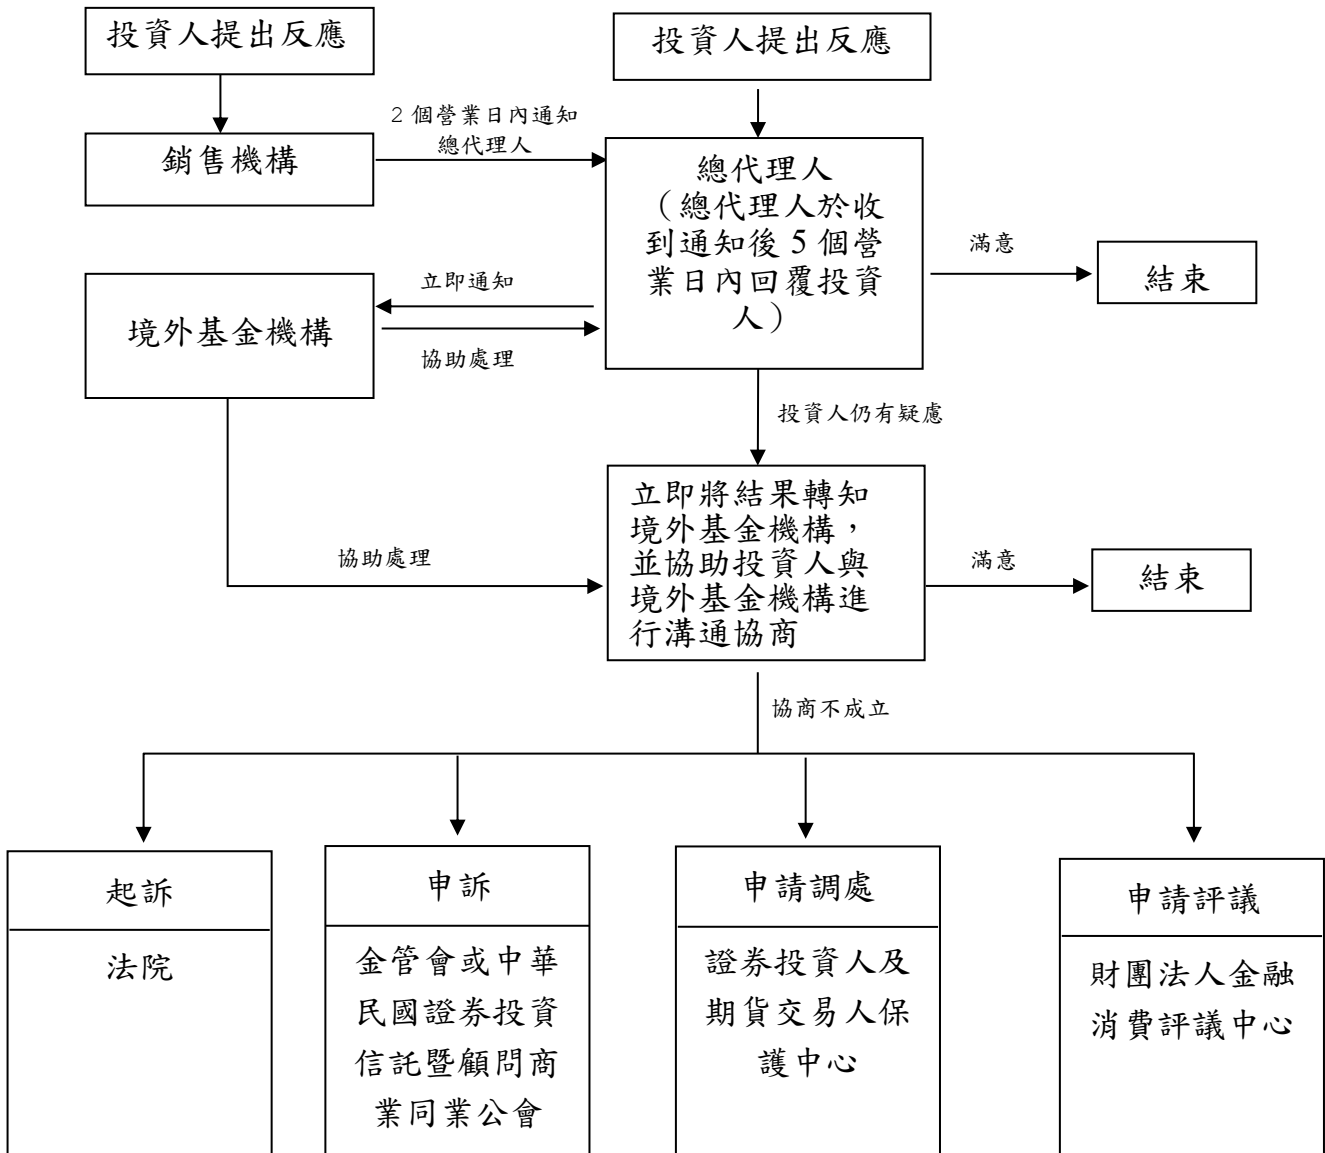 投資人提出反應
投資人提出反應
2 個營業日內通知
總代理人
銷售機構
總代理人
（總代理人於收
到通知後 5 個營
業日內回覆投資
人）
滿意
結束
立即通知
境外基金機構
協助處理
投資人仍有疑慮
立即將結果轉知
境外基金機構，
並協助投資人與
境外基金機構進
行溝通協商
協助處理
滿意
結束
協商不成立
起訴
法院
申訴
金管會或中華
民國證券投資
信託暨顧問商
業同業公會
申請調處
證券投資人及
期貨交易人保
護中心
申請評議
財團法人金融
消費評議中心